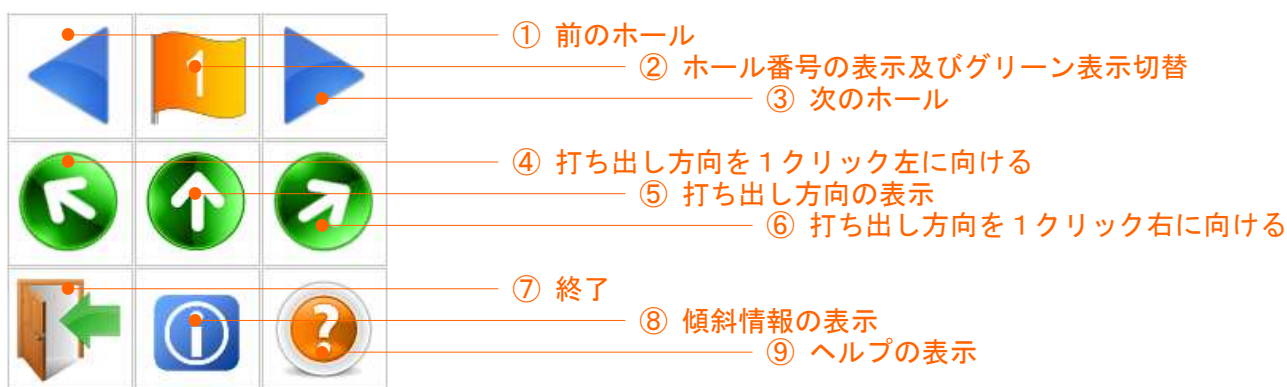 ① 前のホール
1
② ホール番号の表示及びグリーン表示切替
③ 次のホール
④ 打ち出し方向を１クリック左に向ける
⑤ 打ち出し方向の表示
⑥ 打ち出し方向を１クリック右に向ける
⑦ 終了
⑧ 傾斜情報の表示
⑨ ヘルプの表示